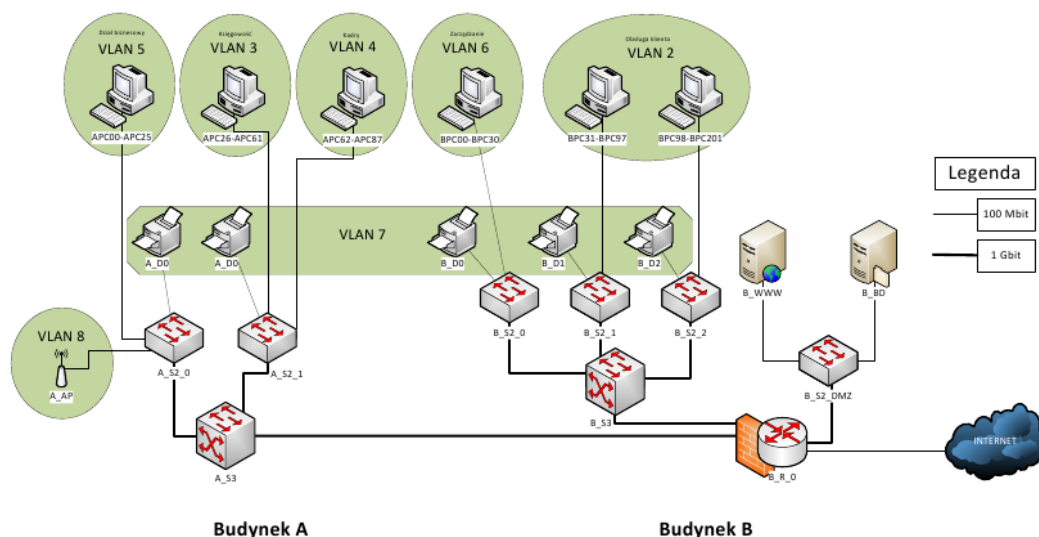 Dział biznesowy
VLAN 5
APC00-APC25
Księgowość
VLAN 3
APC26-APC61
Kadry
VLAN 4
APC62-APC87
Zarządzanie
VLAN 6
BPC00-BPC30
Obsługa klienta
VLAN 2
BPC31-BPC97
BPC98-BPC201
Legenda
100 Mbit
1 Gbit
VLAN 7
A_D0
A_D0
B_D0
B_D1
B_D2
B_WWW
B_BD
VLAN 8
A_AP
A_S2_0
A_S2_1
B_S2_0
B_S2_1
B_S2_2
B_S2_DMZ
A_S3
B_S3
B_R_0
INTERNET
Budynek A
Budynek B